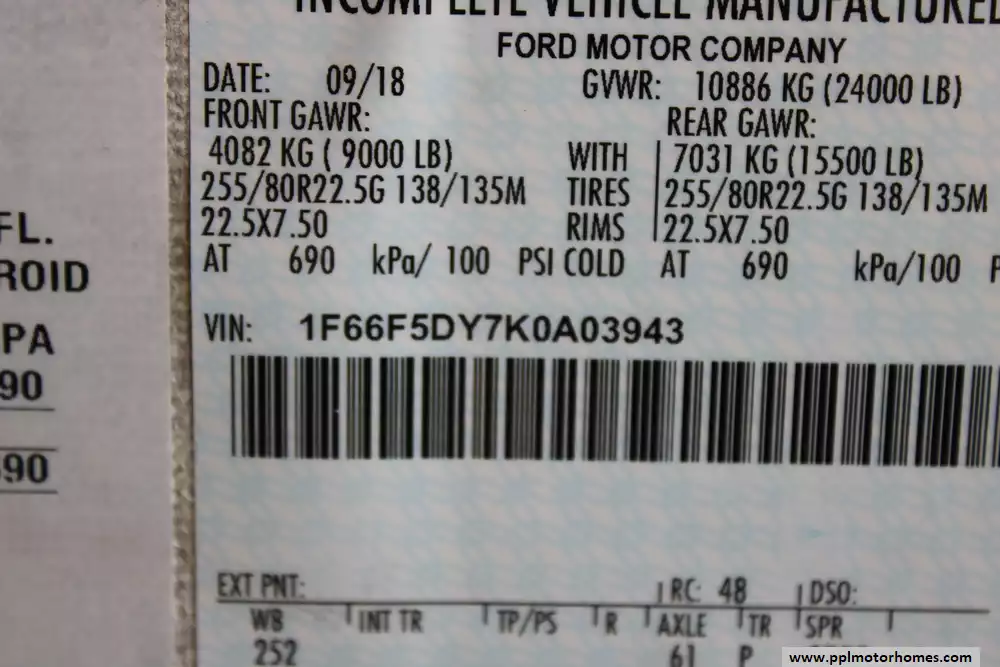 INCOMPLETE VEHICLE MANUFACTURED
FORD MOTOR COMPANY
DATE: 09/18 GVWR: 10886 KG (24000 LB)
FRONT GAWR: REAR GAWR:
4082 KG ( 9000 LB) WITH 7031 KG (15500 LB)
255/80R22.5G 138/135M TIRES 255/80R22.5G 138/135M
22.5X7.50 RIMS 22.5X7.50
AT 690 kPa/ 100 PSI COLD AT 690 kPa/100 P
VIN: 1F66F5DY7K0A03943
EXT PNT: RC: 48 DSO:
WB INT TR TP/PS R AXLE TR SPR
252 61 P
FL.
ROID
PA
90
90
www.pplmotorhomes.com